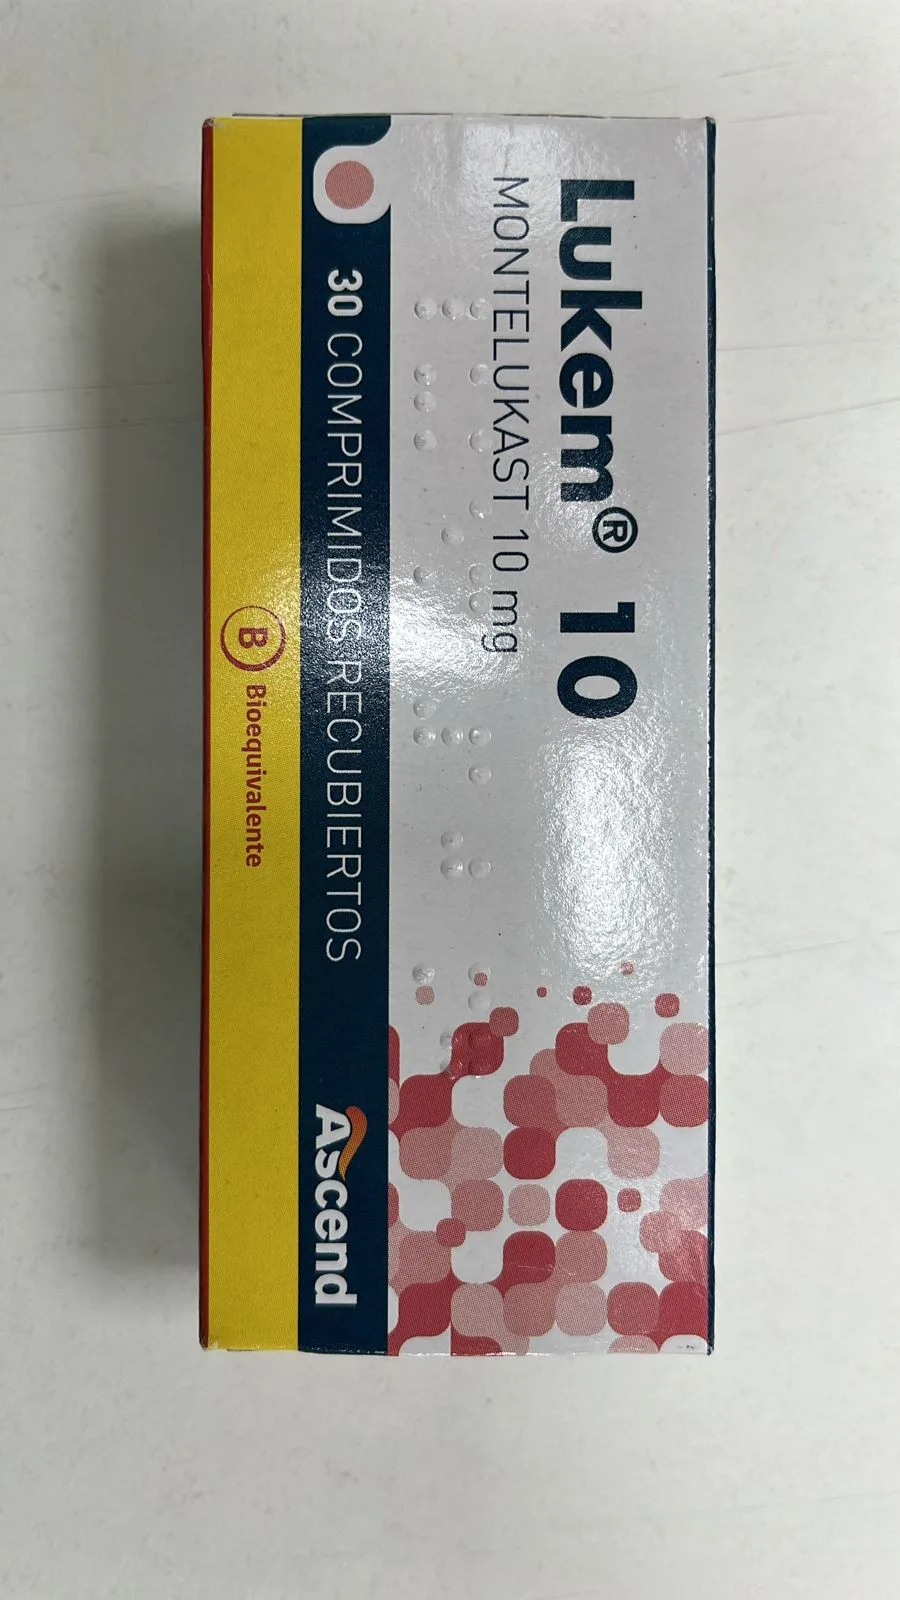 Lukem® 10
MONTELUKAST 10 mg
30 COMPRIMIDOS RECUBIERTOS
Ascend
B Bioequivalente